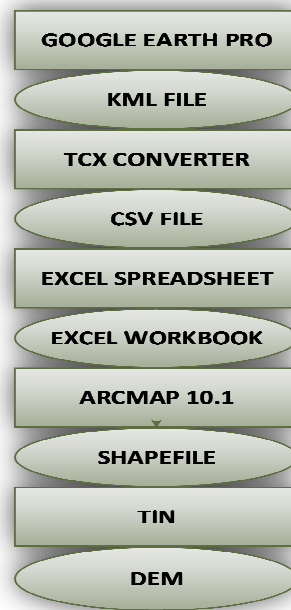 GOOGLE EARTH PRO
KML FILE
TCX CONVERTER
CSV FILE
EXCEL SPREADSHEET
EXCEL WORKBOOK
ARCMAP 10.1
SHAPEFILE
TIN
DEM